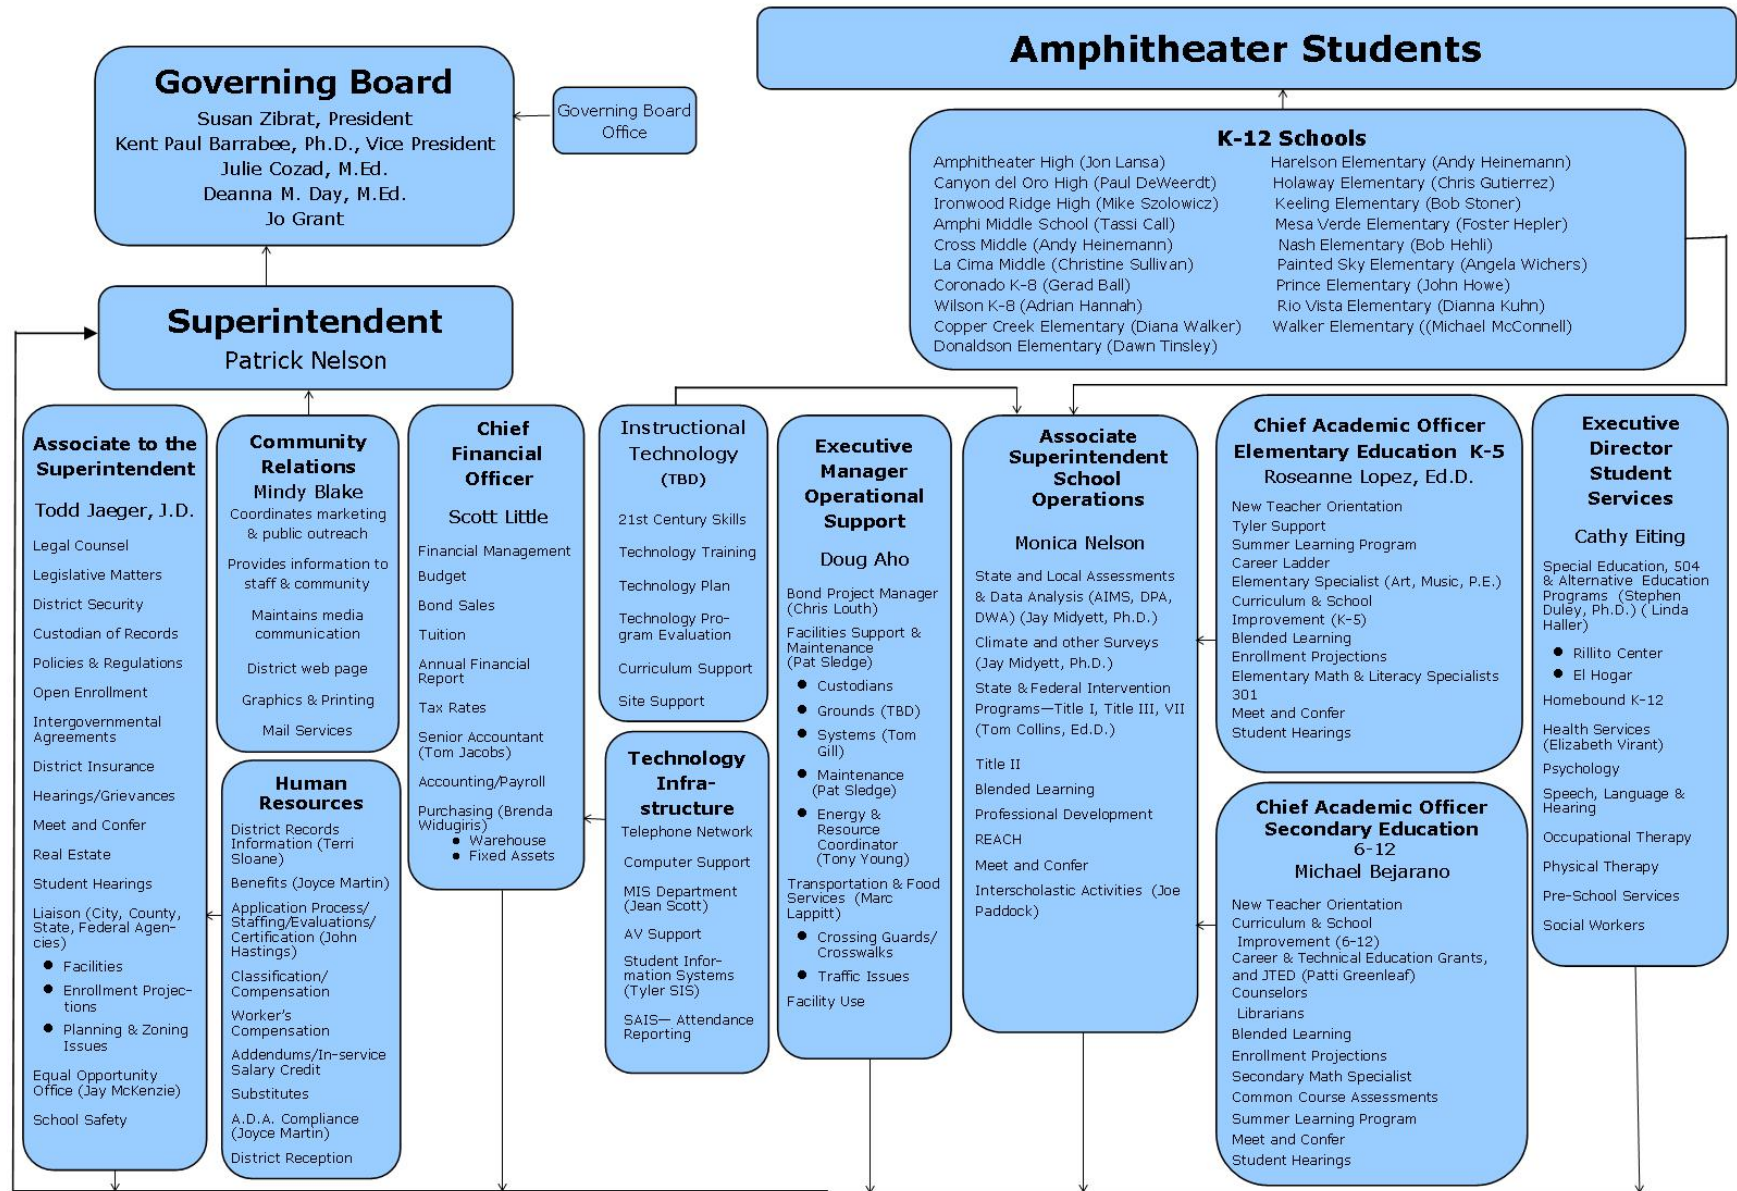 Amphitheater Students
Governing Board
Susan Zibrat, President
Kent Paul Barrabee, Ph.D., Vice President
Julie Cozad, M.Ed.
Deanna M. Day, M.Ed.
Jo Grant
Governing Board
Office
K-12 Schools
Amphitheater High (Jon Lansa)
Canyon del Oro High (Paul DeWeerdt)
Ironwood Ridge High (Mike Szolowicz)
Amphi Middle School (Tassi Call)
Cross Middle (Andy Heinemann)
La Cima Middle (Christine Sullivan)
Coronado K-8 (Gerad Ball)
Wilson K-8 (Adrian Hannah)
Copper Creek Elementary (Diana Walker)
Donaldson Elementary (Dawn Tinsley)
Harelson Elementary (Andy Heinemann)
Holaway Elementary (Chris Gutierrez)
Keeling Elementary (Bob Stoner)
Mesa Verde Elementary (Foster Hepler)
Nash Elementary (Bob Hehli)
Painted Sky Elementary (Angela Wichers)
Prince Elementary (John Howe)
Rio Vista Elementary (Dianna Kuhn)
Walker Elementary ((Michael McConnell)
Superintendent
Patrick Nelson
Associate to the
Superintendent
Todd Jaeger, J.D.
Legal Counsel
Legislative Matters
District Security
Custodian of Records
Policies & Regulations
Open Enrollment
Intergovernmental
Agreements
District Insurance
Hearings/Grievances
Meet and Confer
Real Estate
Student Hearings
Liaison (City, County,
State, Federal Agen-
cies)
● Facilities
● Enrollment Projec-
tions
● Planning & Zoning
Issues
Equal Opportunity
Office (Jay McKenzie)
School Safety
Community
Relations
Mindy Blake
Coordinates marketing
& public outreach
Provides information to
staff & community
Maintains media
communication
District web page
Graphics & Printing
Mail Services
Human
Resources
District Records
Information (Terri
Sloane)
Benefits (Joyce Martin)
Application Process/
Staffing/Evaluations/
Certification (John
Hastings)
Classification/
Compensation
Worker's
Compensation
Addendums/In-service
Salary Credit
Substitutes
A.D.A. Compliance
(Joyce Martin)
District Reception
Chief
Financial
Officer
Scott Little
Financial Management
Budget
Bond Sales
Tuition
Annual Financial
Report
Tax Rates
Senior Accountant
(Tom Jacobs)
Accounting/Payroll
Purchasing (Brenda
Widugiris)
● Warehouse
● Fixed Assets
Instructional
Technology
(TBD)
21st Century Skills
Technology Training
Technology Plan
Technology Pro-
gram Evaluation
Curriculum Support
Site Support
Technology
Infra-
structure
Telephone Network
Computer Support
MIS Department
(Jean Scott)
AV Support
Student Infor-
mation Systems
(Tyler SIS)
SAIS— Attendance
Reporting
Executive
Manager
Operational
Support
Doug Aho
Bond Project Manager
(Chris Louth)
Facilities Support &
Maintenance
(Pat Sledge)
● Custodians
● Grounds (TBD)
● Systems (Tom
Gill)
● Maintenance
(Pat Sledge)
● Energy &
Resource
Coordinator
(Tony Young)
Transportation & Food
Services (Marc
Lappitt)
● Crossing Guards/
Crosswalks
● Traffic Issues
Facility Use
Associate
Superintendent
School
Operations
Monica Nelson
State and Local Assessments
& Data Analysis (AIMS, DPA,
DWA) (Jay Midyett, Ph.D.)
Climate and other Surveys
(Jay Midyett, Ph.D.)
State & Federal Intervention
Programs—Title I, Title III, VII
(Tom Collins, Ed.D.)
Title II
Blended Learning
Professional Development
REACH
Meet and Confer
Interscholastic Activities (Joe
Paddock)
Chief Academic Officer
Elementary Education K-5
Roseanne Lopez, Ed.D.
New Teacher Orientation
Tyler Support
Summer Learning Program
Career Ladder
Elementary Specialist (Art, Music, P.E.)
Curriculum & School
Improvement (K-5)
Blended Learning
Enrollment Projections
Elementary Math & Literacy Specialists
301
Meet and Confer
Student Hearings
Chief Academic Officer
Secondary Education
6-12
Michael Bejarano
New Teacher Orientation
Curriculum & School
Improvement (6-12)
Career & Technical Education Grants,
and JTED (Patti Greenleaf)
Counselors
Librarians
Blended Learning
Enrollment Projections
Secondary Math Specialist
Common Course Assessments
Summer Learning Program
Meet and Confer
Student Hearings
Executive
Director
Student
Services
Cathy Eiting
Special Education, 504
& Alternative Education
Programs (Stephen
Duley, Ph.D.) ( Linda
Haller)
● Rillito Center
● El Hogar
Homebound K-12
Health Services
(Elizabeth Virant)
Psychology
Speech, Language &
Hearing
Occupational Therapy
Physical Therapy
Pre-School Services
Social Workers